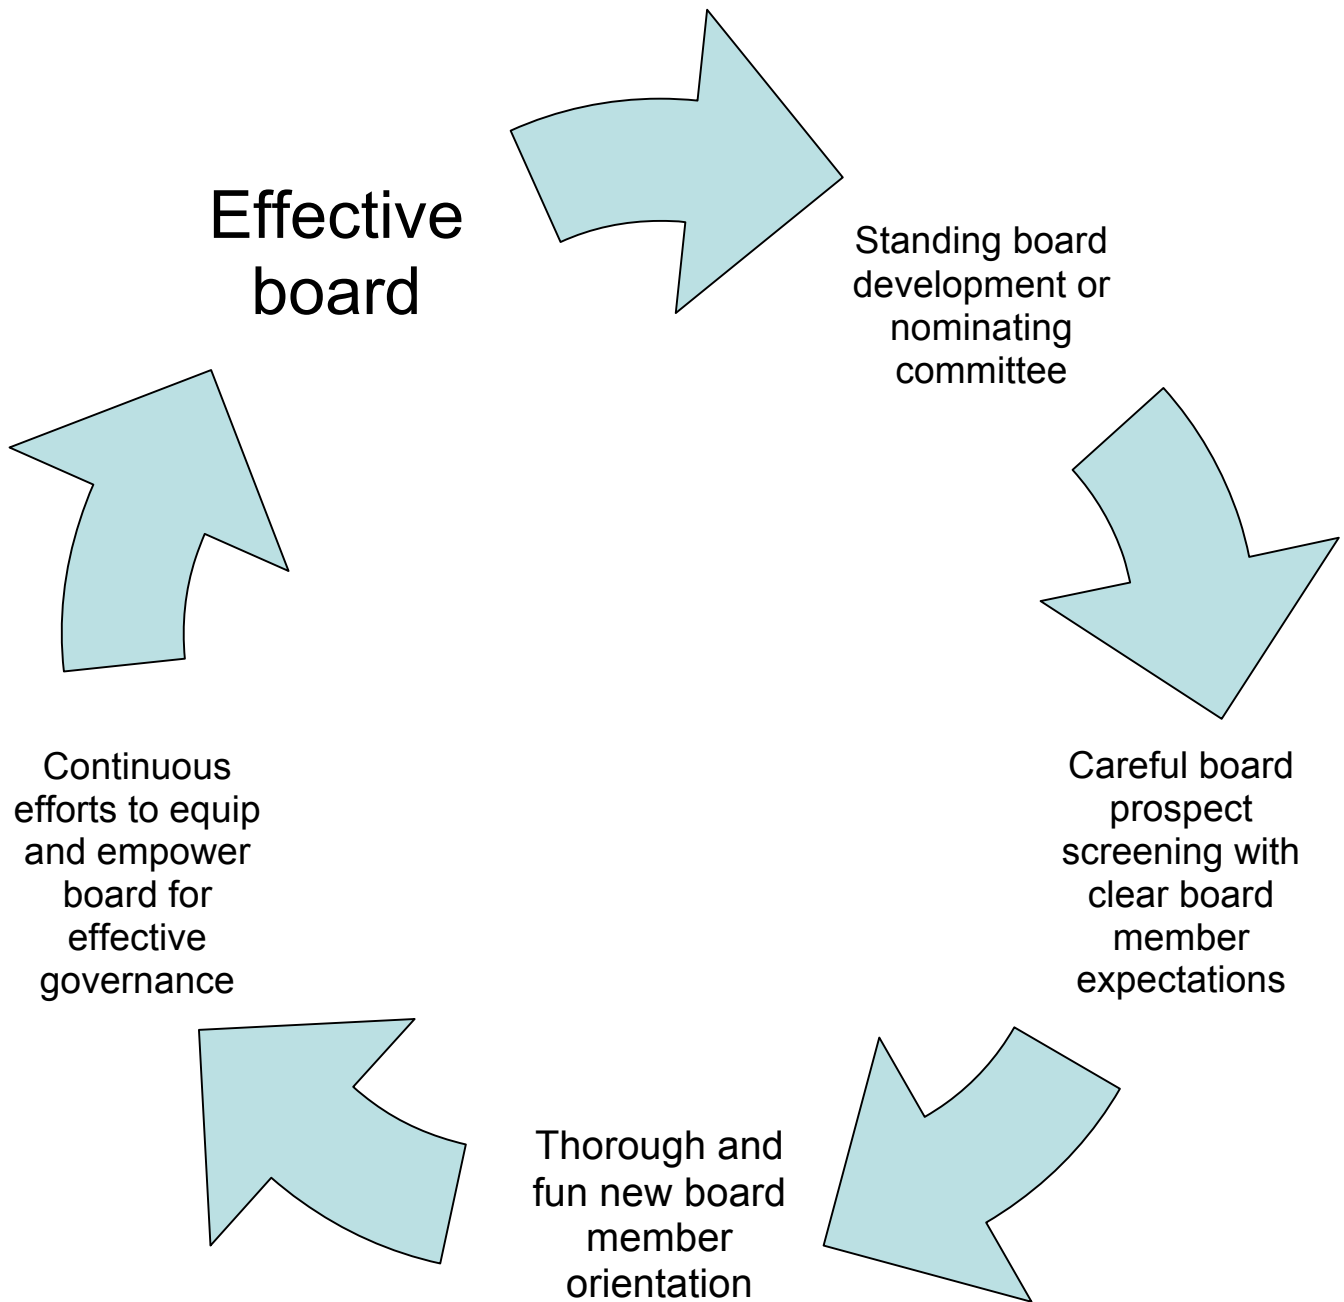 Effective
board
Standing board
development or
nominating
committee
Careful board
prospect
screening with
clear board
member
expectations
Thorough and
fun new board
member
orientation
Continuous
efforts to equip
and empower
board for
effective
governance